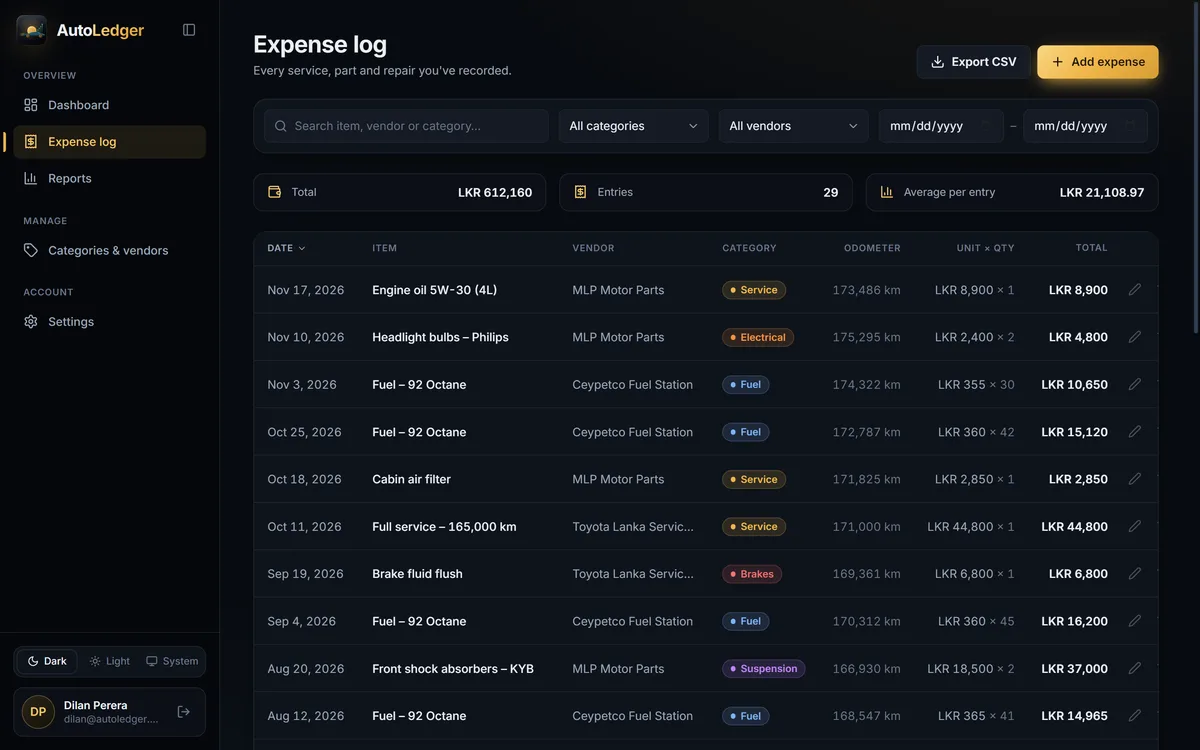 AutoLedger
OVERVIEW
Dashboard
Expense log
Reports
MANAGE
Categories & vendors
ACCOUNT
Settings
Dark Light System
DP Dilan Perera
dilan@autoledger....
Expense log
Every service, part and repair you've recorded.
Export CSV
+ Add expense
Search item, vendor or category...
All categories
All vendors
mm/dd/yyyy – mm/dd/yyyy
Total LKR 612,160
Entries 29
Average per entry LKR 21,108.97
DATE ITEM VENDOR CATEGORY ODOMETER UNIT × QTY TOTAL
Nov 17, 2026 Engine oil 5W-30 (4L) MLP Motor Parts Service 173,486 km LKR 8,900 × 1 LKR 8,900
Nov 10, 2026 Headlight bulbs – Philips MLP Motor Parts Electrical 175,295 km LKR 2,400 × 2 LKR 4,800
Nov 3, 2026 Fuel – 92 Octane Ceypetco Fuel Station Fuel 174,322 km LKR 355 × 30 LKR 10,650
Oct 25, 2026 Fuel – 92 Octane Ceypetco Fuel Station Fuel 172,787 km LKR 360 × 42 LKR 15,120
Oct 18, 2026 Cabin air filter MLP Motor Parts Service 171,825 km LKR 2,850 × 1 LKR 2,850
Oct 11, 2026 Full service – 165,000 km Toyota Lanka Servic... Service 171,000 km LKR 44,800 × 1 LKR 44,800
Sep 19, 2026 Brake fluid flush Toyota Lanka Servic... Brakes 169,361 km LKR 6,800 × 1 LKR 6,800
Sep 4, 2026 Fuel – 92 Octane Ceypetco Fuel Station Fuel 170,312 km LKR 360 × 45 LKR 16,200
Aug 20, 2026 Front shock absorbers – KYB MLP Motor Parts Suspension 166,930 km LKR 18,500 × 2 LKR 37,000
Aug 12, 2026 Fuel – 92 Octane Ceypetco Fuel Station Fuel 168,547 km LKR 365 × 41 LKR 14,965